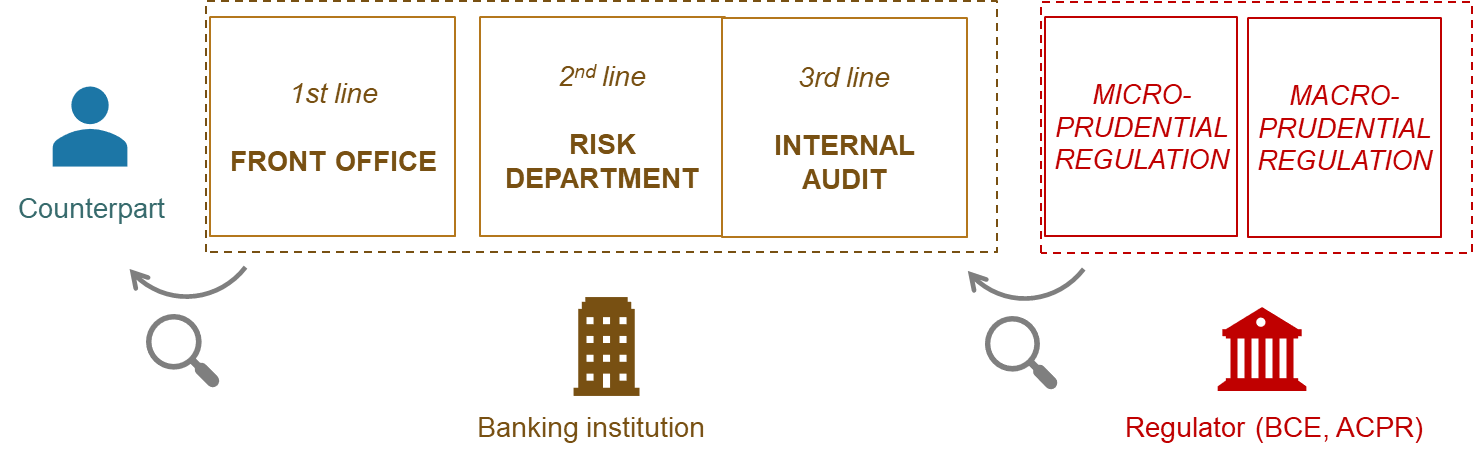 1st line
FRONT OFFICE
2nd line
RISK
DEPARTMENT
3rd line
INTERNAL
AUDIT
MICRO-
PRUDENTIAL
REGULATION
MACRO-
PRUDENTIAL
REGULATION
Counterpart
Banking institution
Regulator (BCE, ACPR)